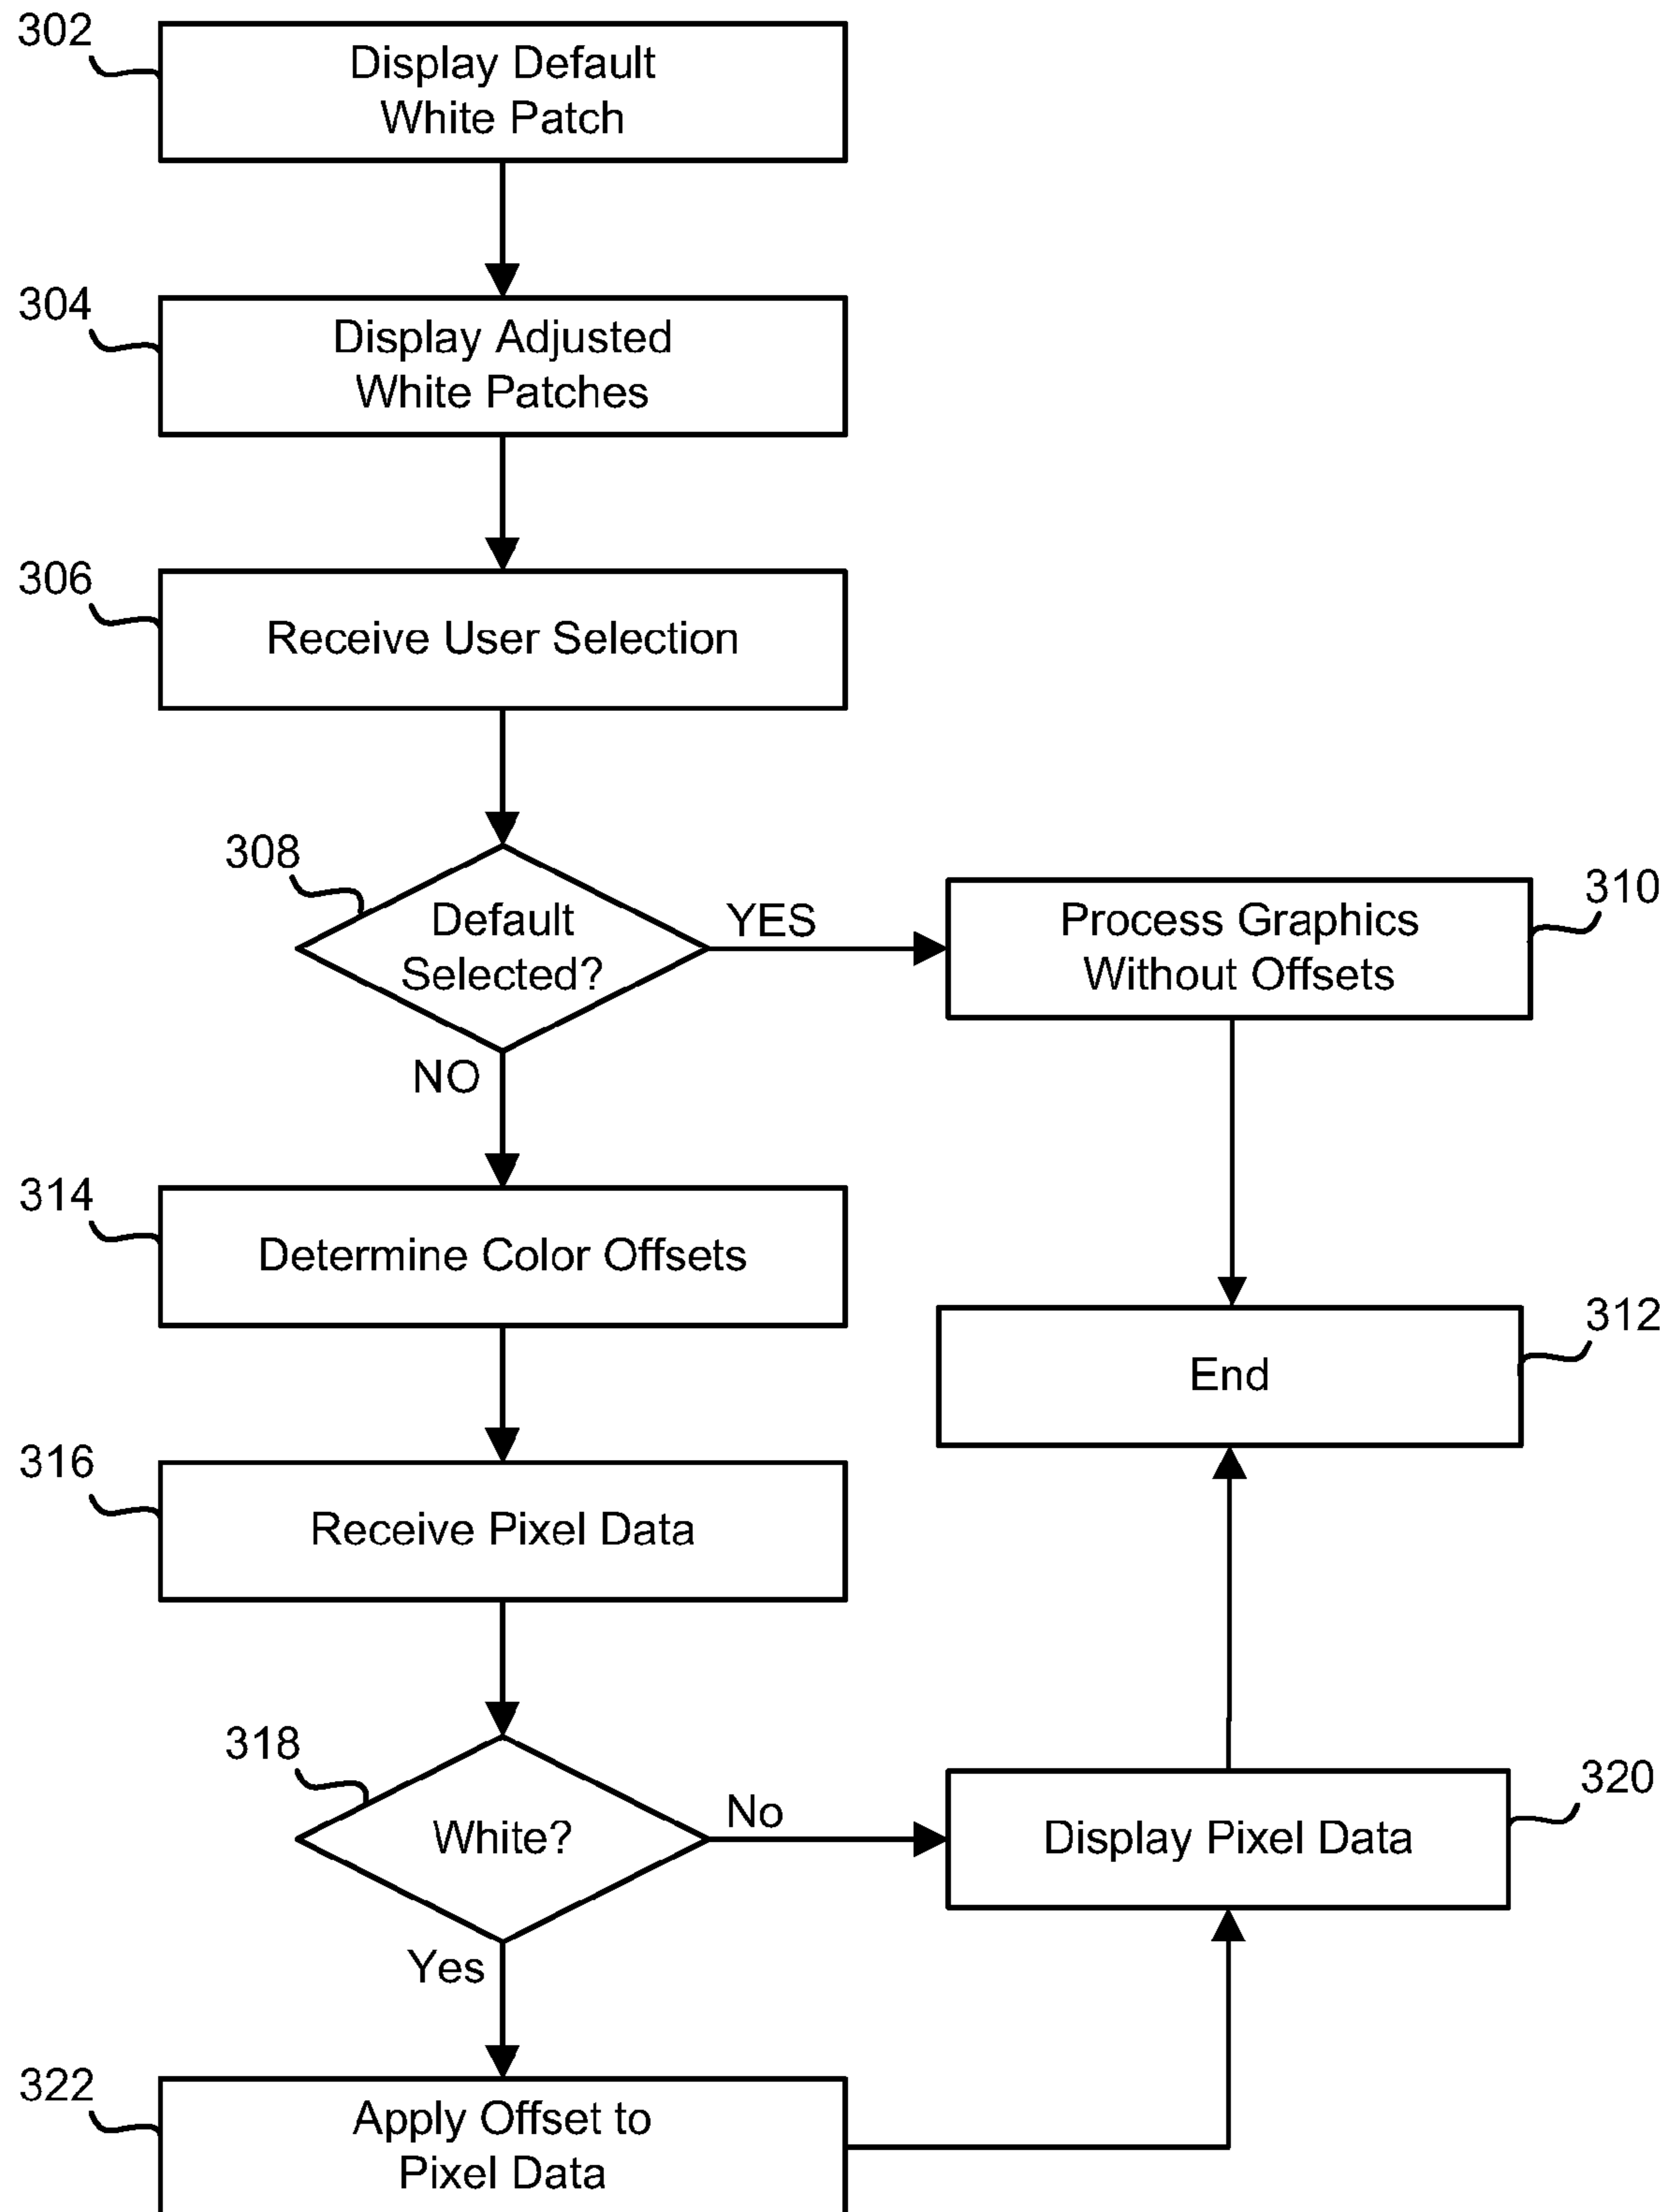 302
Display Default
White Patch
304
Display Adjusted
White Patches
306
Receive User Selection
308
Default
Selected?
YES
310
Process Graphics
Without Offsets
NO
314
Determine Color Offsets
312
End
316
Receive Pixel Data
318
White?
No
320
Display Pixel Data
Yes
322
Apply Offset to
Pixel Data